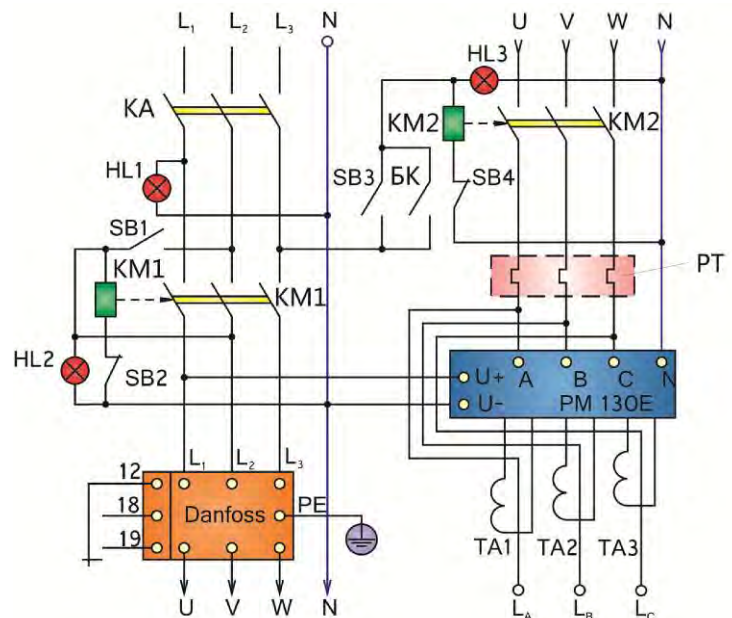 L1 L2 L3 N U V W N
HL3
KA
KM2 KM2
HL1
SB3 БК SB4
SB1
KM1 KM1
PT
HL2
SB2
U+ A B C N
U- PM 130E
L1 L2 L3
12
18 Danfoss PE
19
TA1 TA2 TA3
U V W N LA LB LC